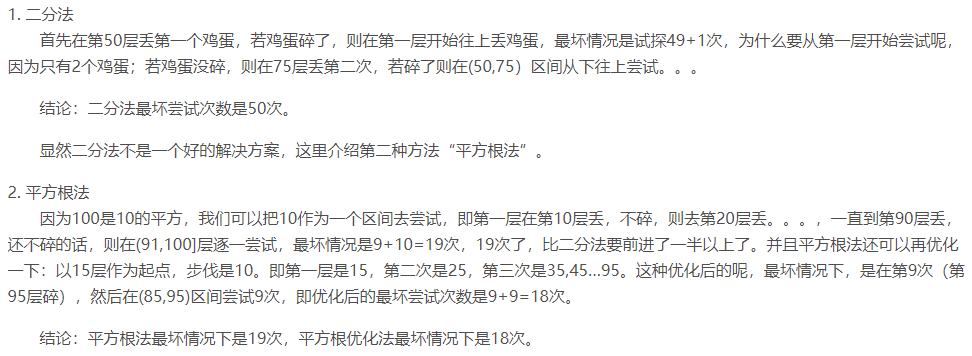 1. 二分法
首先在第50层丢第一个鸡蛋，若鸡蛋碎了，则在第一层开始往上丢鸡蛋，最坏情况是试探49+1次，为什么要从第一层开始尝试呢，
因为只有2个鸡蛋；若鸡蛋没碎，则在75层丢第二次，若碎了则在(50,75）区间从下往上尝试。。。
结论：二分法最坏尝试次数是50次。
显然二分法不是一个好的解决方案，这里介绍第二种方法“平方根法”。
2. 平方根法
因为100是10的平方，我们可以把10作为一个区间去尝试，即第一层在第10层丢，不碎，则去第20层丢。。。，一直到第90层丢，
还不碎的话，则在(91,100]层逐一尝试，最坏情况是9+10=19次，19次了，比二分法要前进了一半以上了。并且平方根法还可以再优化
一下：以15层作为起点，步伐是10。即第一层是15，第二次是25，第三次是35,45...95。这种优化后的呢，最坏情况下，是在第9次（第
95层碎），然后在(85,95)区间尝试9次，即优化后的最坏尝试次数是9+9=18次。
结论：平方根法最坏情况下是19次，平方根优化法最坏情况下是18次。